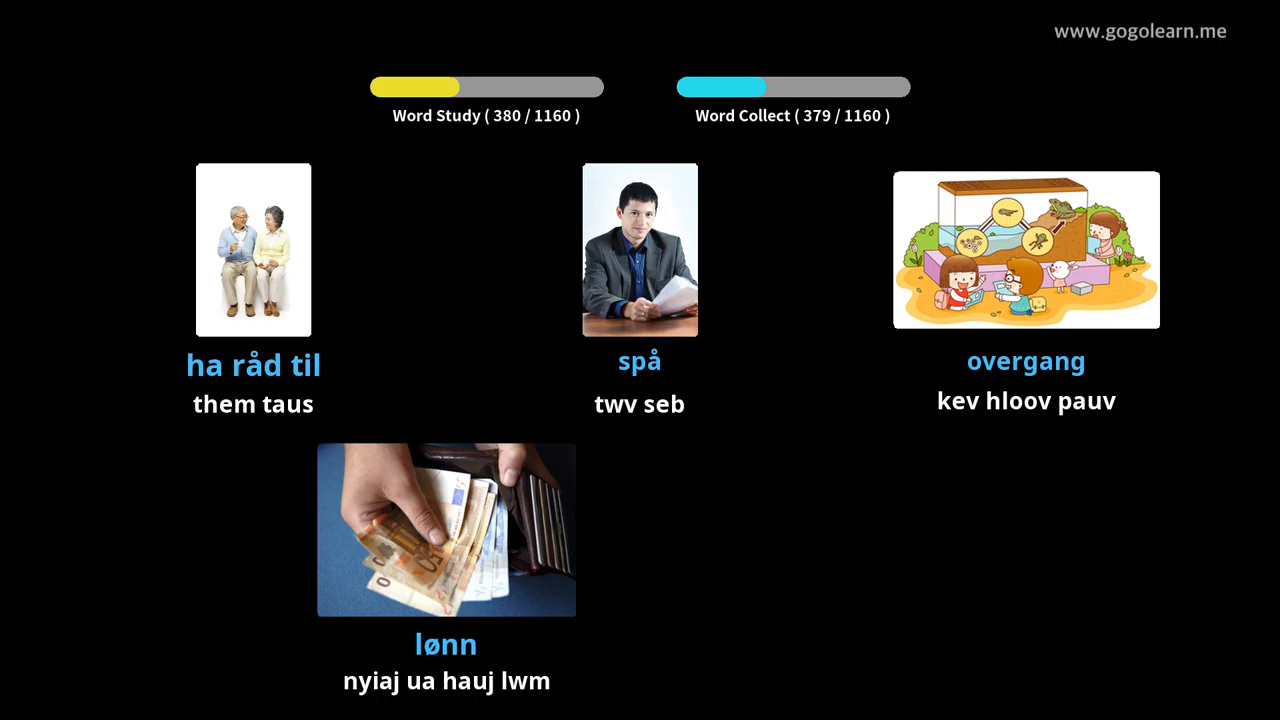 www.gogolearn.me
Word Study ( 380 / 1160 )
Word Collect ( 379 / 1160 )
ha råd til
them taus
spå
twv seb
overgang
kev hloov pauv
lønn
nyiaj ua hauj lwm